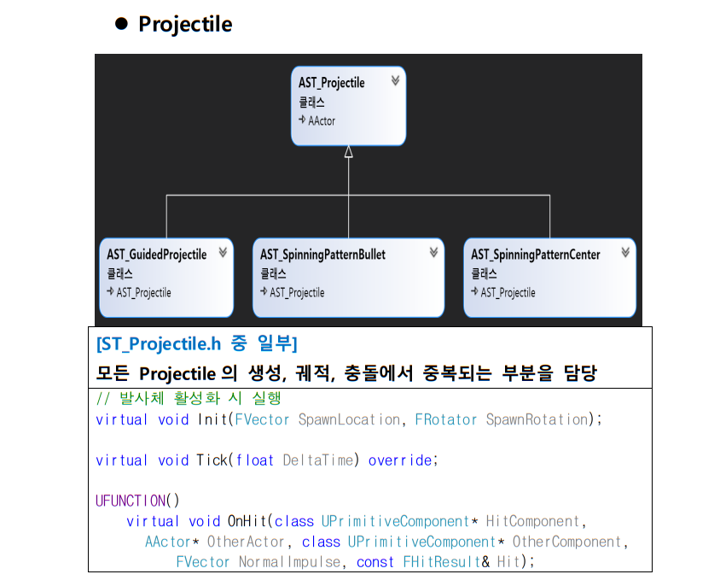 ● Projectile
AST_Projectile
클래스
AActor
AST_GuidedProjectile
클래스
AST_Projectile
AST_SpinningPatternBullet
클래스
AST_Projectile
AST_SpinningPatternCenter
클래스
AST_Projectile
[ST_Projectile.h 중 일부]
모든 Projectile의 생성, 궤적, 충돌에서 중복되는 부분을 담당
// 발사체 활성화 시 실행
virtual void Init(FVector SpawnLocation, FRotator SpawnRotation);
virtual void Tick(float DeltaTime) override;
UFUNCTION()
virtual void OnHit(class UPrimitiveComponent* HitComponent,
AActor* OtherActor, class UPrimitiveComponent* OtherComponent,
FVector NormalImpulse, const FHitResult& Hit);